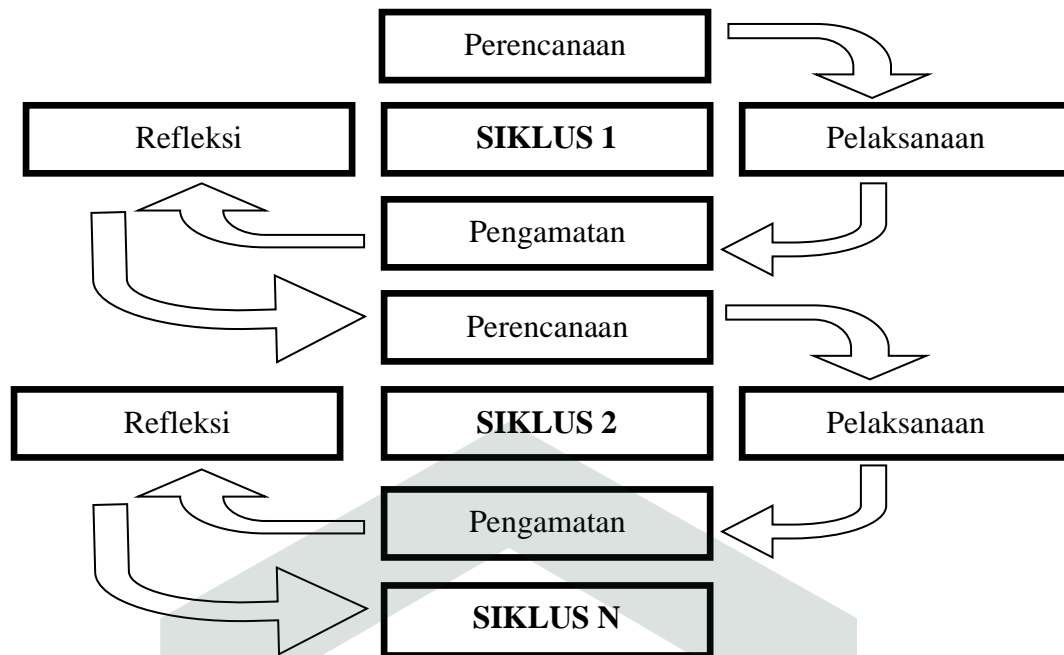 Perencanaan
Refleksi
SIKLUS 1
Pelaksanaan
Pengamatan
Perencanaan
Refleksi
SIKLUS 2
Pelaksanaan
Pengamatan
SIKLUS N